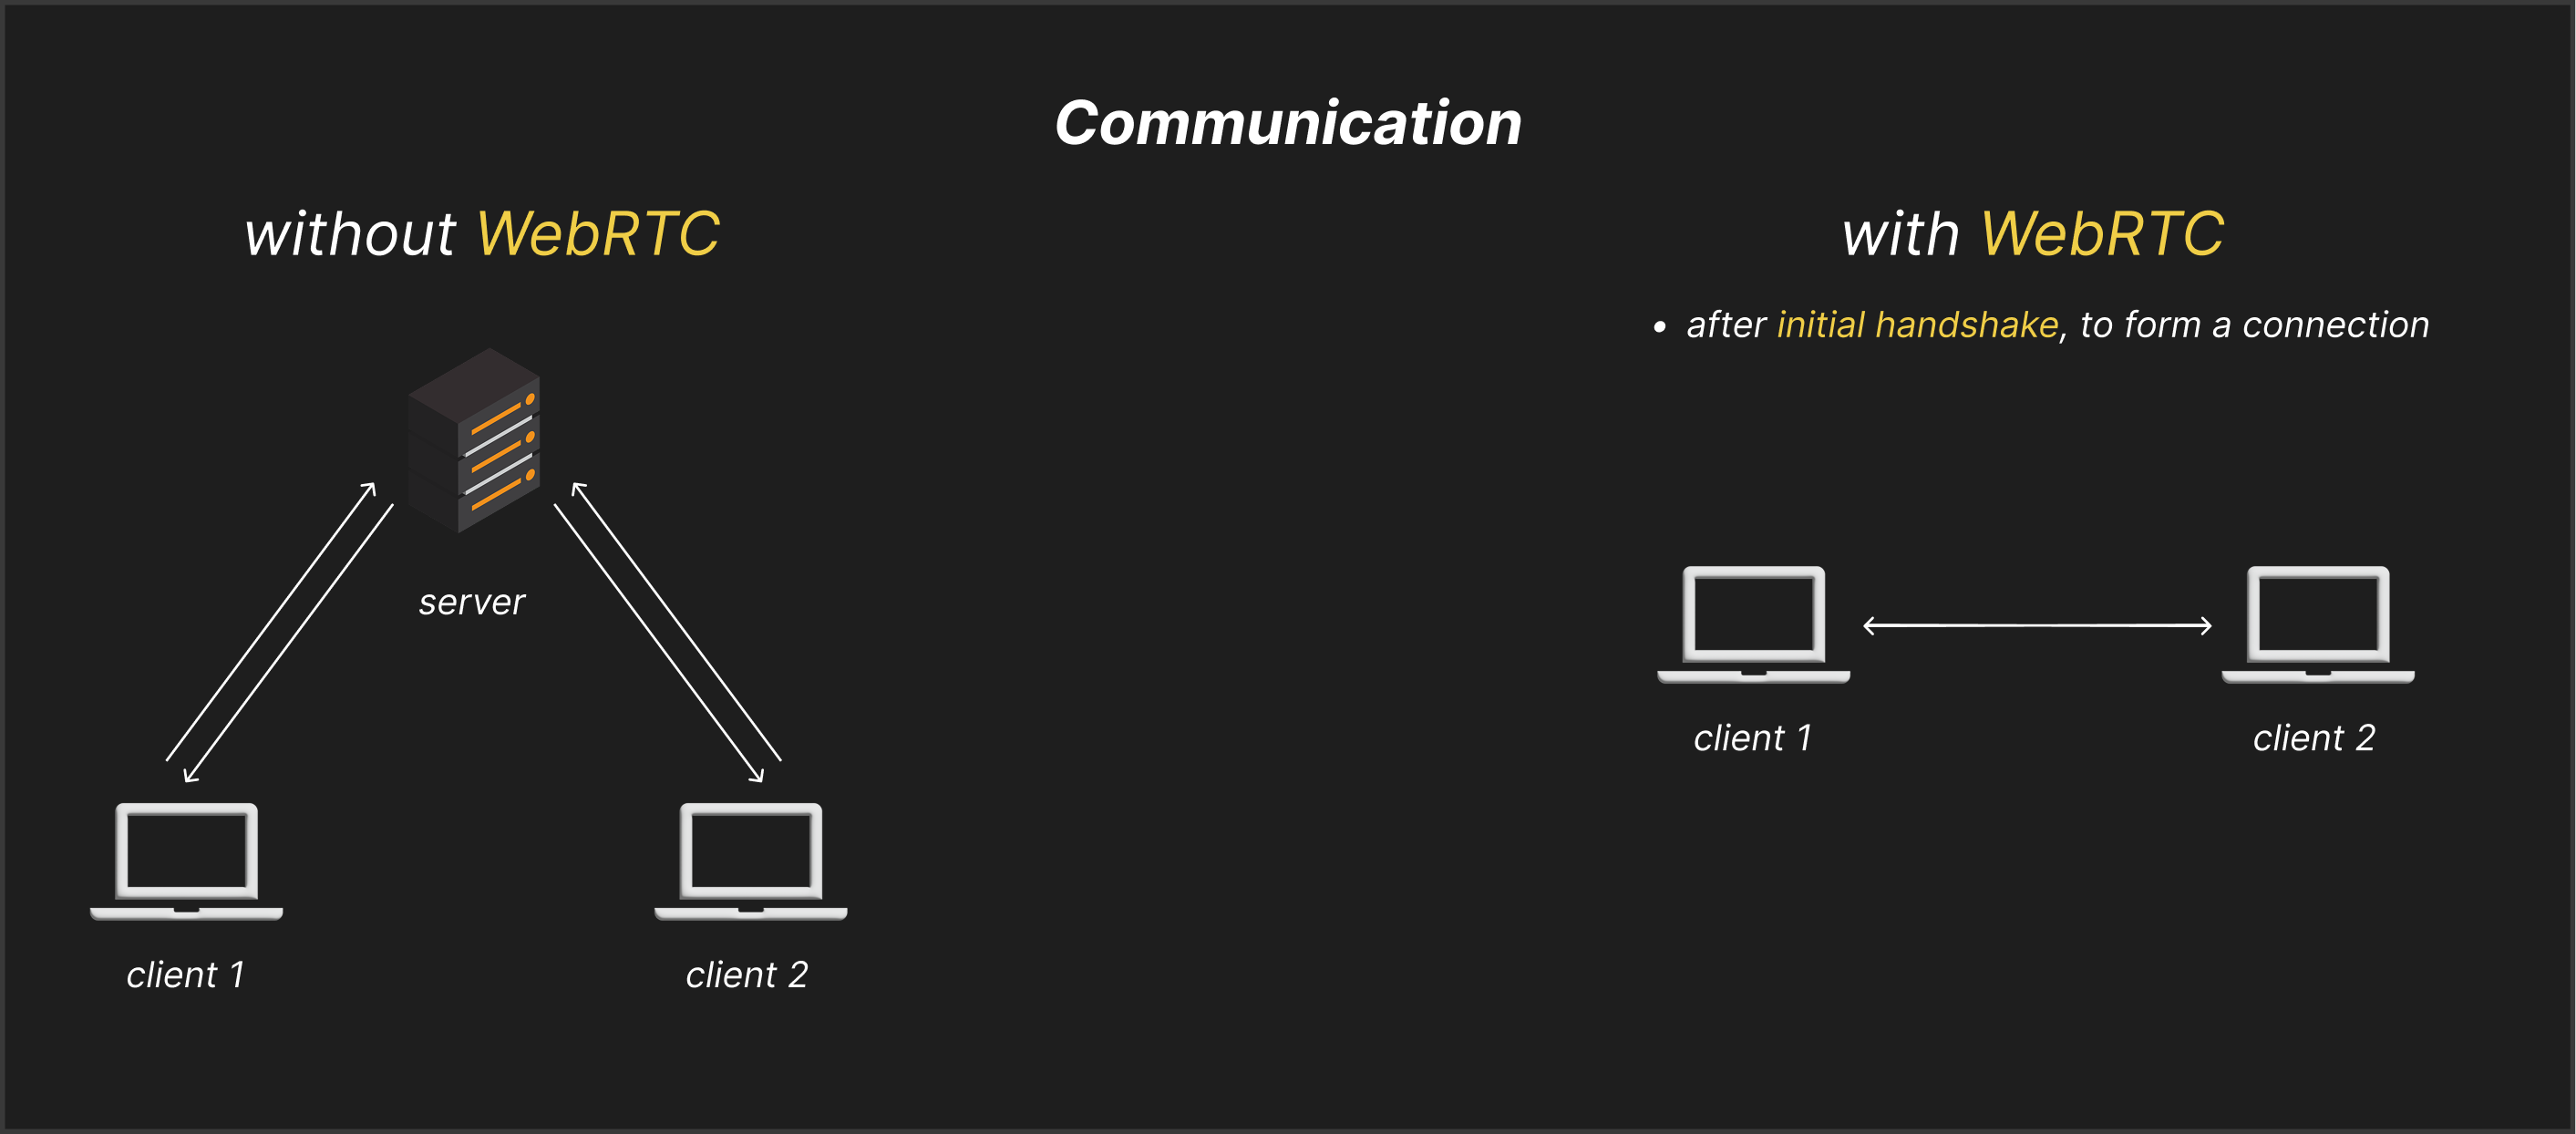 Communication
without WebRTC
server
client 1
client 2
with WebRTC
• after initial handshake, to form a connection
client 1
client 2